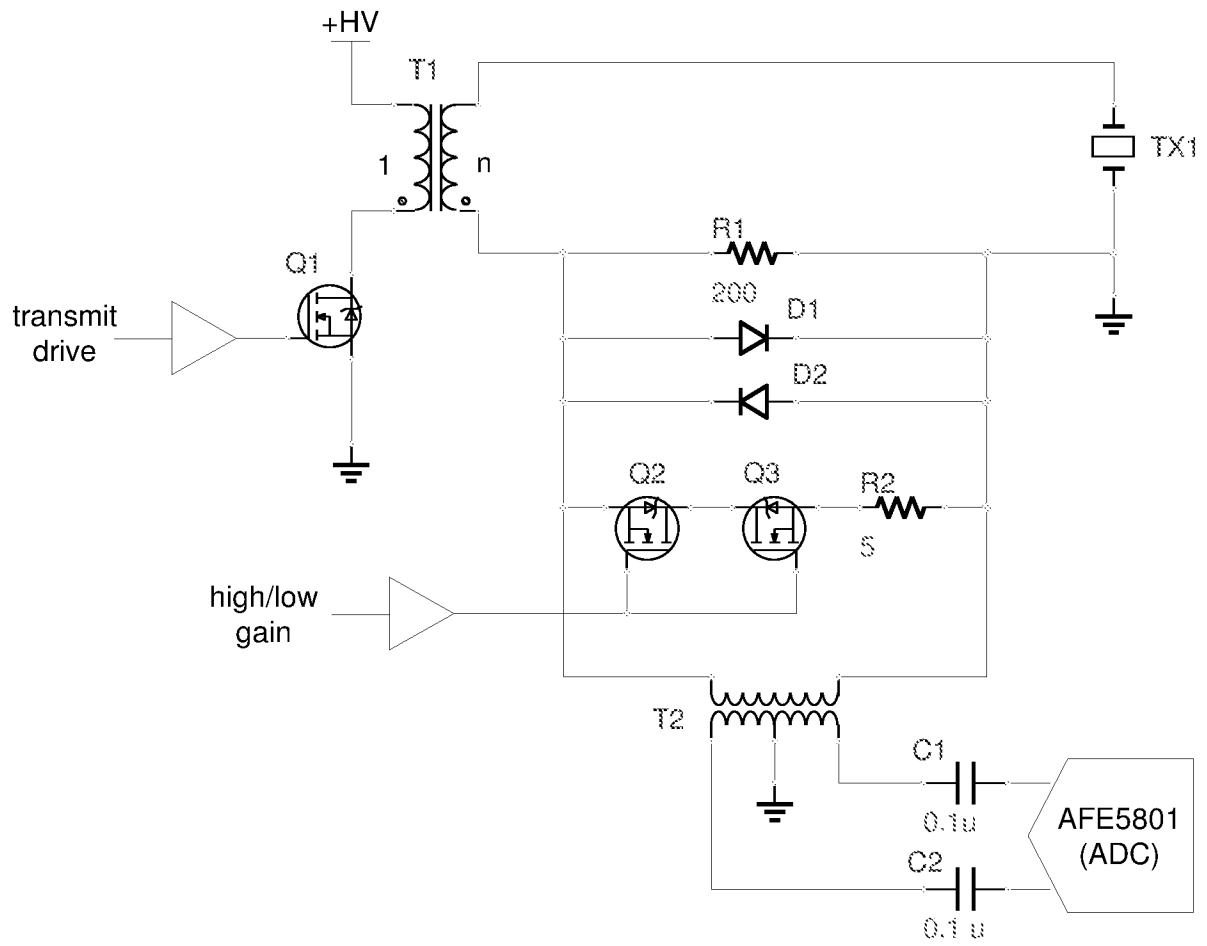 +HV
T1
1
n
TX1
R1
200
Q1
D1
transmit
drive
D2
Q2
Q3
R2
5
high/low
gain
T2
C1
0.1u
AFE5801
(ADC)
C2
0.1 u